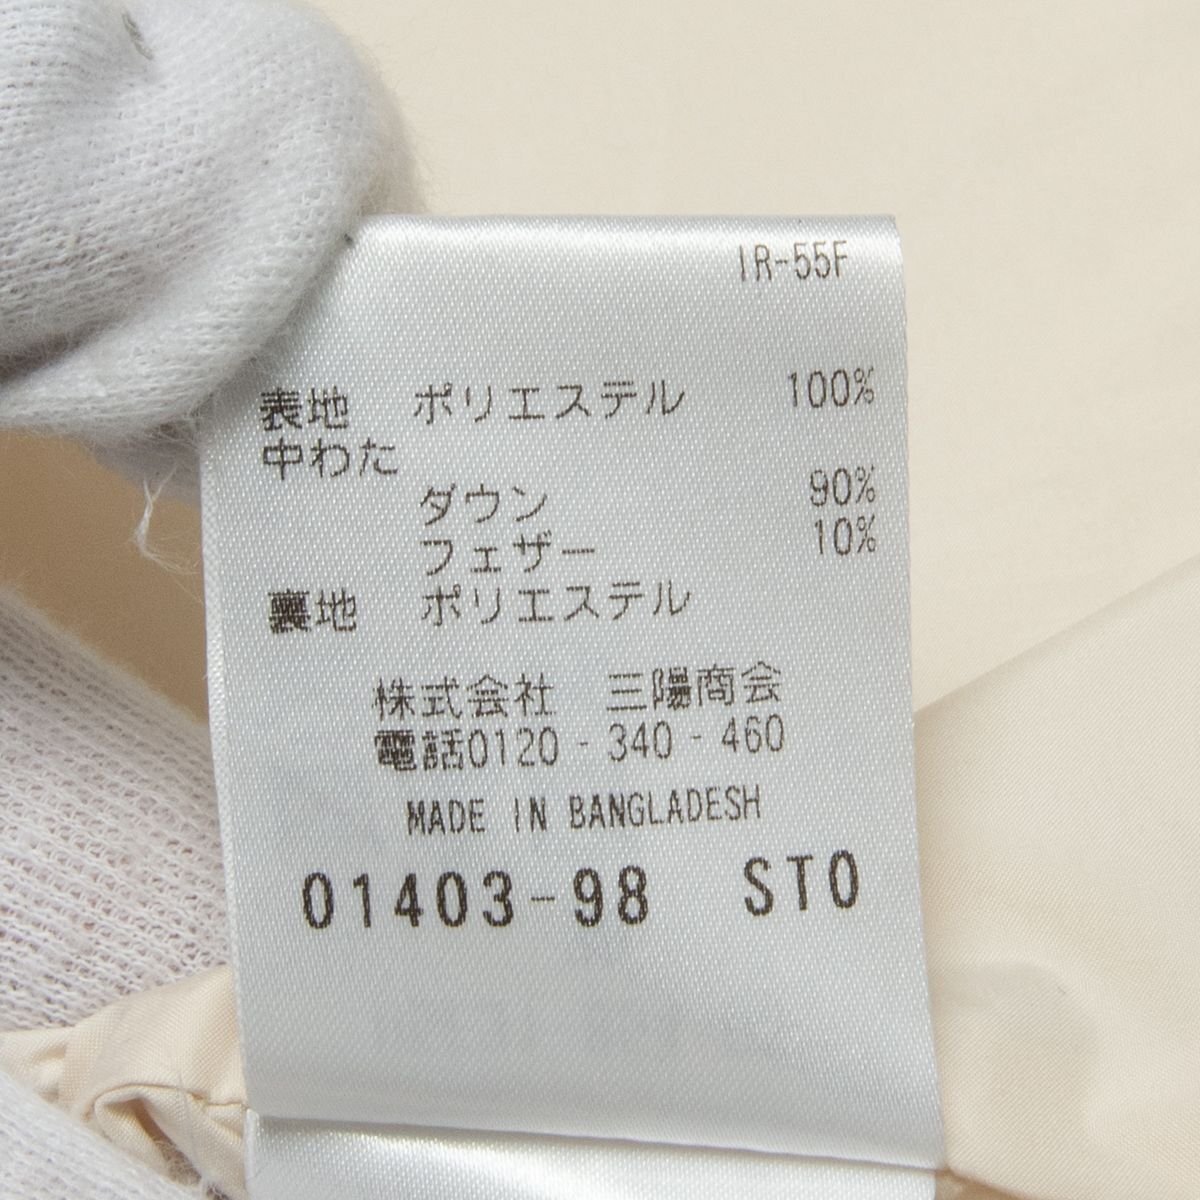 IR-55F
表地 ポリエステル 100%
中わた
ダウン 90%
フェザー 10%
裏地 ポリエステル
株式会社 三陽商会
電話0120-340-460
MADE IN BANGLADESH
01403-98 STO